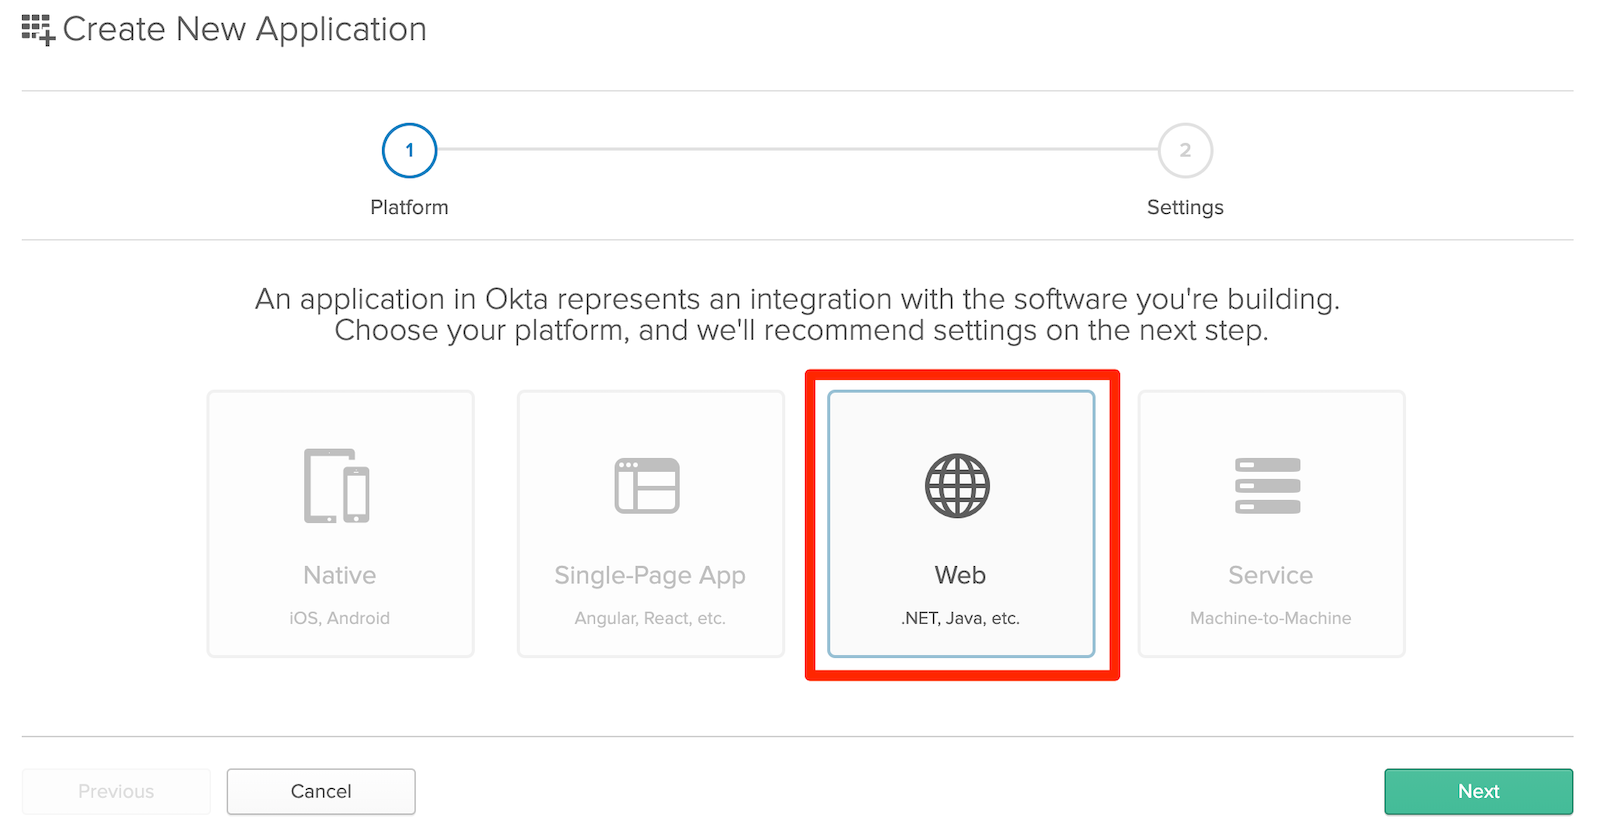 Create New Application
1
2
Platform
Settings
An application in Okta represents an integration with the software you're building.
Choose your platform, and we'll recommend settings on the next step.
Native
iOS, Android
Single-Page App
Angular, React, etc.
Web
.NET, Java, etc.
Service
Machine-to-Machine
Previous
Cancel
Next